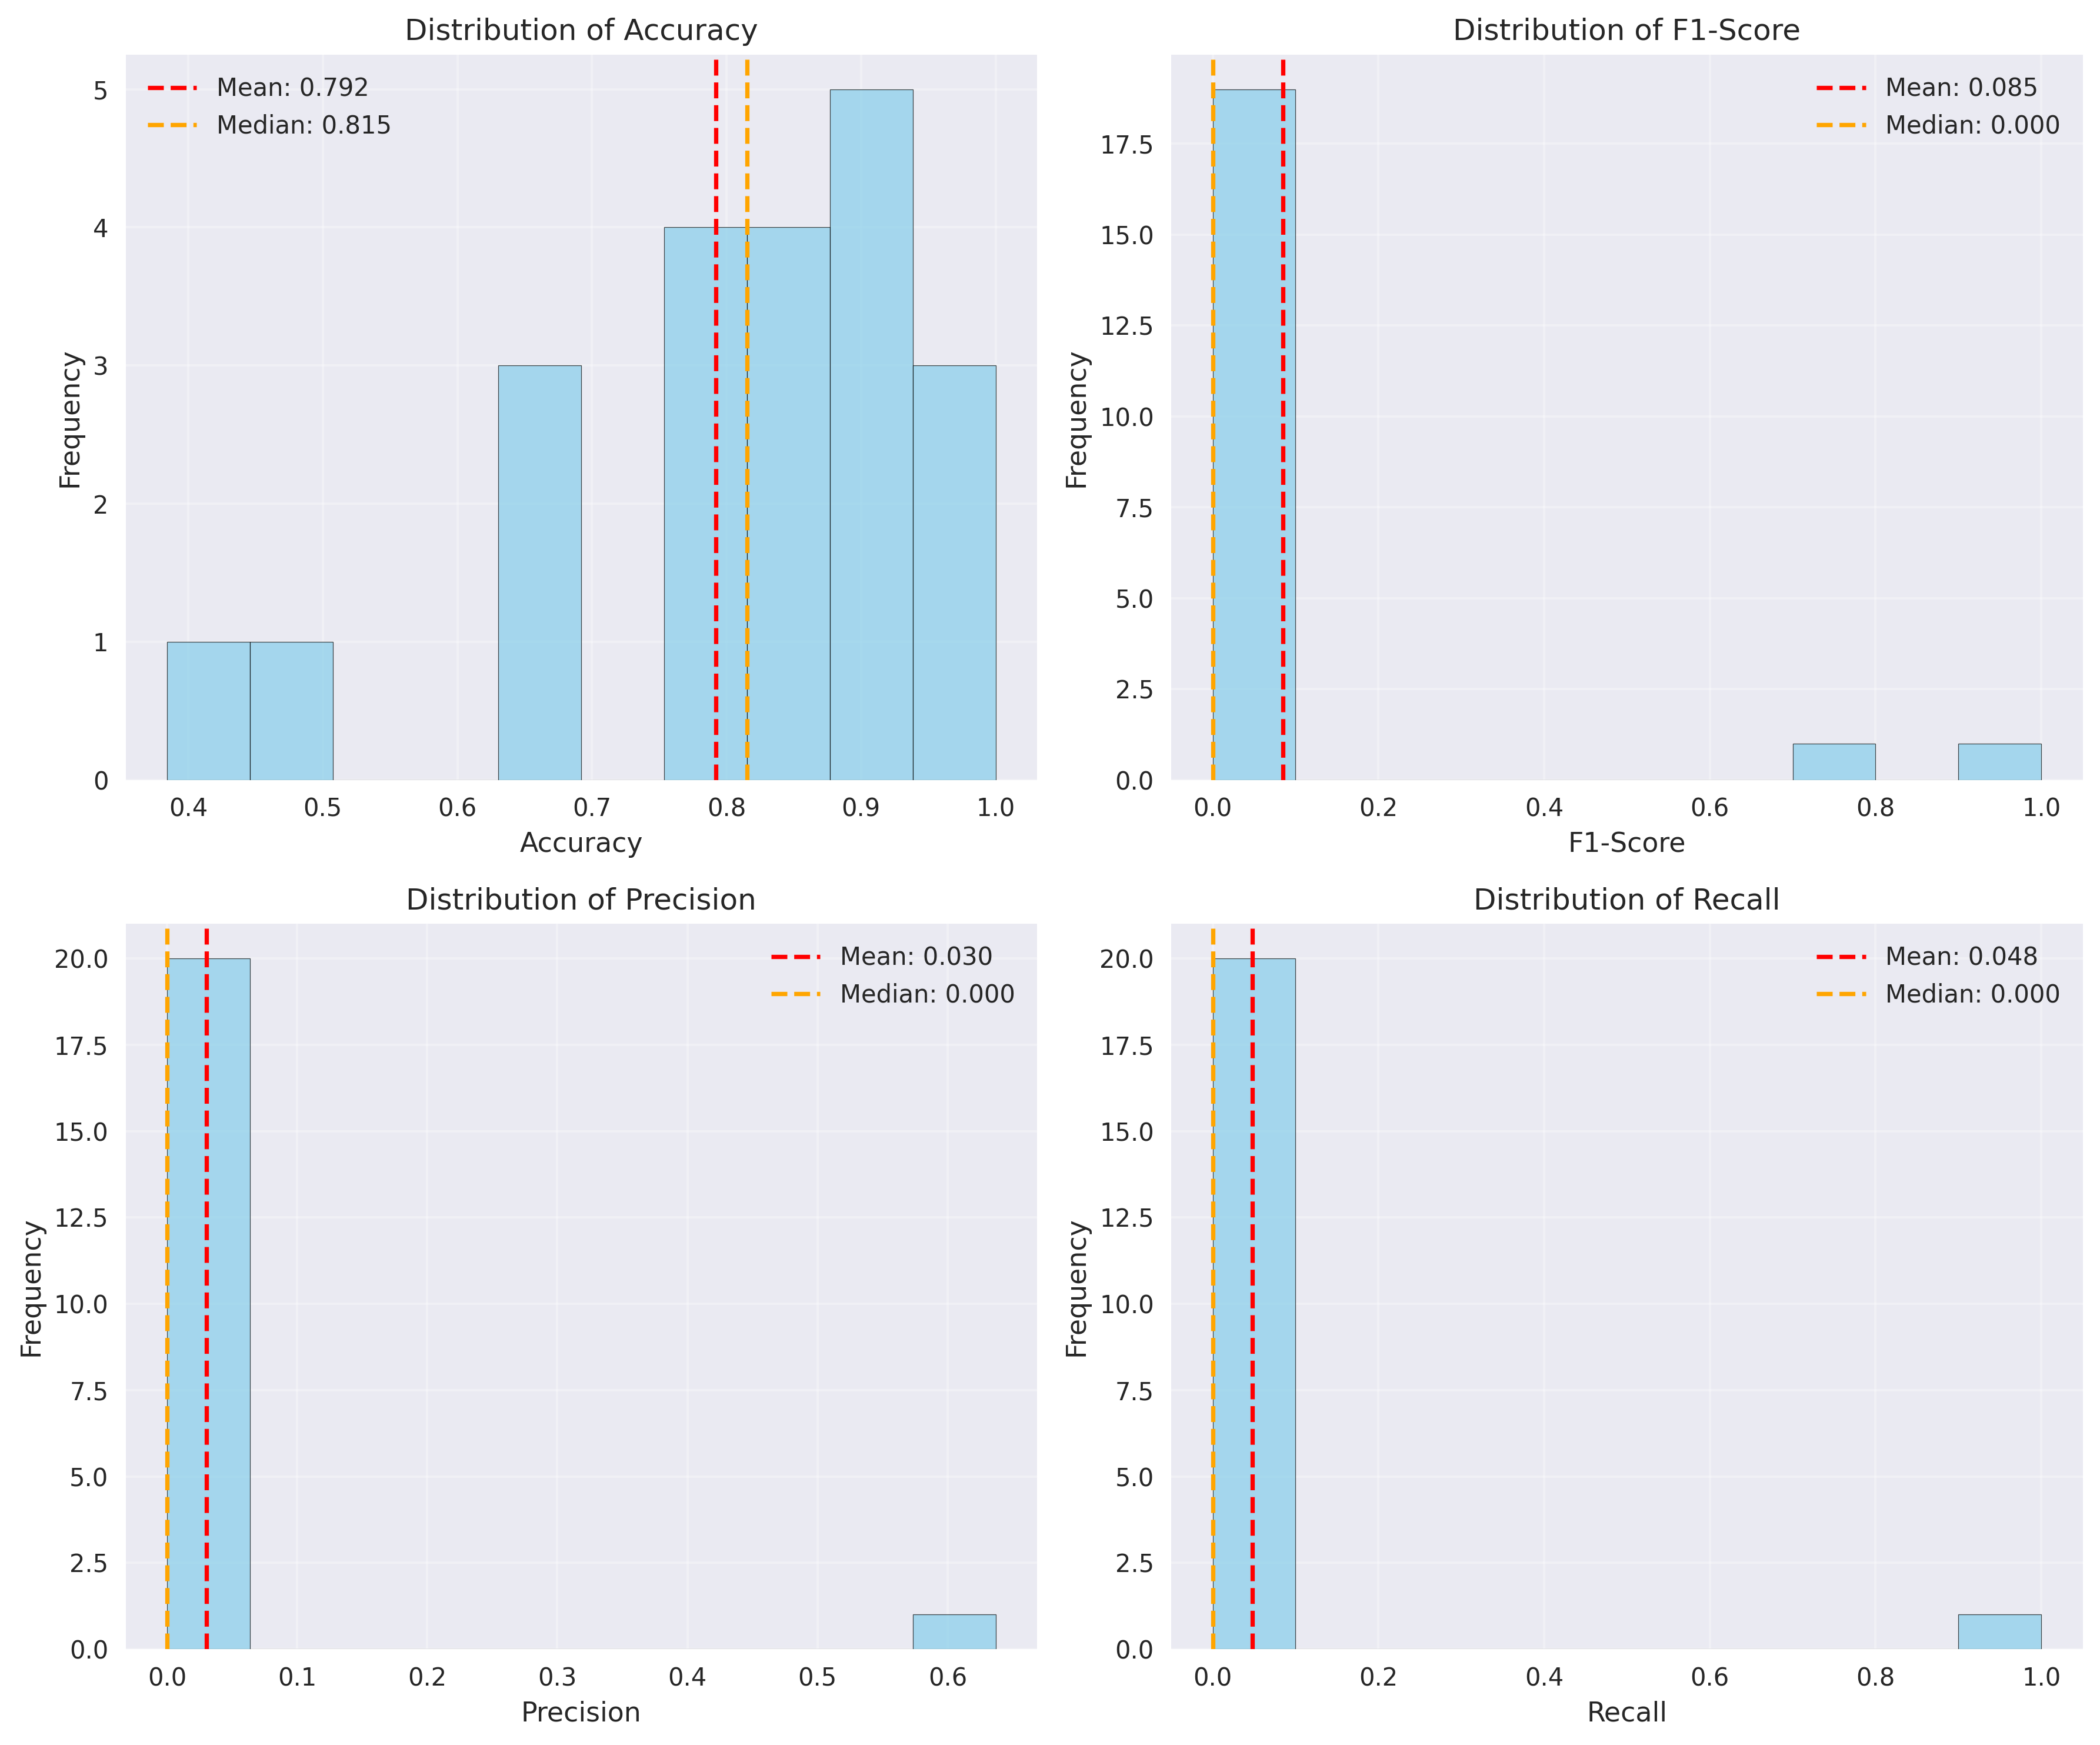 Distribution of Accuracy
Mean: 0.792
Median: 0.815
Frequency
5
4
3
2
1
0
0.4 0.5 0.6 0.7 0.8 0.9 1.0
Accuracy
Distribution of F1-Score
Mean: 0.085
Median: 0.000
Frequency
17.5
15.0
12.5
10.0
7.5
5.0
2.5
0.0
0.0 0.2 0.4 0.6 0.8 1.0
F1-Score
Distribution of Precision
Mean: 0.030
Median: 0.000
Frequency
20.0
17.5
15.0
12.5
10.0
7.5
5.0
2.5
0.0
0.0 0.1 0.2 0.3 0.4 0.5 0.6
Precision
Distribution of Recall
Mean: 0.048
Median: 0.000
Frequency
20.0
17.5
15.0
12.5
10.0
7.5
5.0
2.5
0.0
0.0 0.2 0.4 0.6 0.8 1.0
Recall